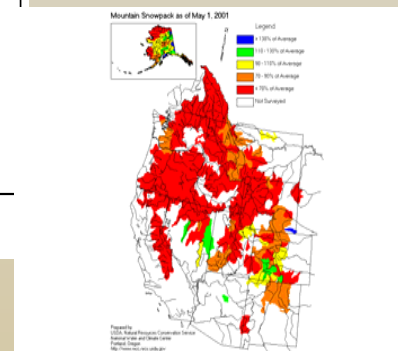 Mountain Snowpack as of May 1, 2001
Legend
> 130% of Average
110 - 130% of Average
90 - 110% of Average
70 - 90% of Average
< 70% of Average
Not Surveyed
Prepared by
USDA, Natural Resources Conservation Service
National Water and Climate Center
Portland, Oregon